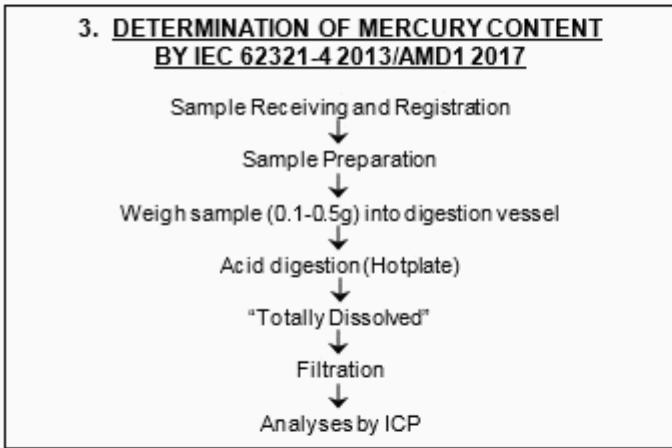 3. DETERMINATION OF MERCURY CONTENT
BY IEC 62321-4 2013/AMD1 2017
Sample Receiving and Registration
Sample Preparation
Weigh sample (0.1-0.5g) into digestion vessel
Acid digestion (Hotplate)
“Totally Dissolved”
Filtration
Analyses by ICP